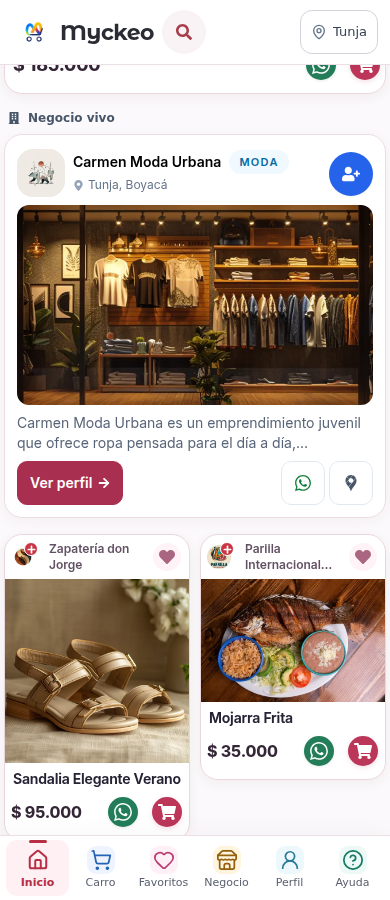 Myckeo
Tunja
$ 185.000
Negocio vivo
Carmen Moda Urbana MODA
Tunja, Boyacá
Carmen Moda Urbana es un emprendimiento juvenil
que ofrece ropa pensada para el día a día,...
Ver perfil →
Zapatería don
Jorge
Sandalia Elegante Verano
$ 95.000
Parilla
Internacional...
Mojarra Frita
$ 35.000
Inicio Carro Favoritos Negocio Perfil Ayuda